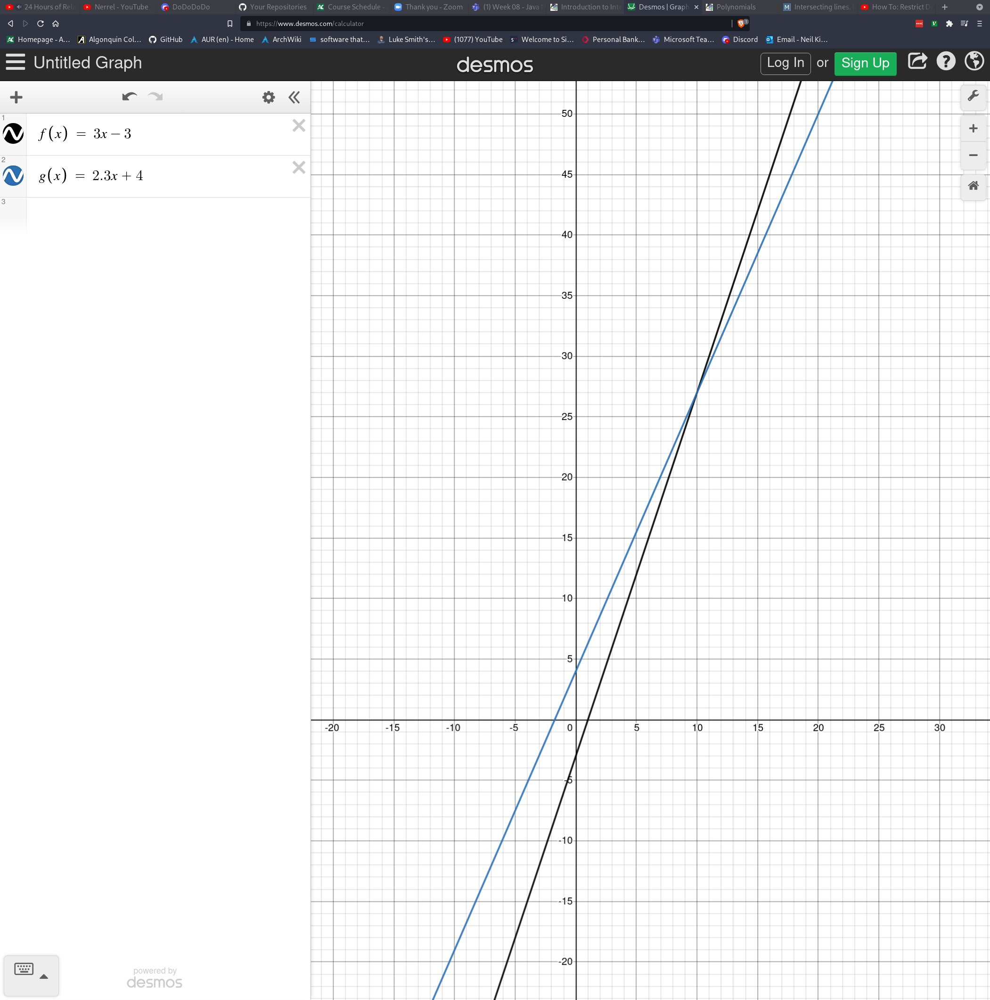 24 Hours of Rel
Nerrel - YouTube
DoDoDoDo
Your Repositories
Course Schedule -
Thank you - Zoom
(1) Week 08 - Java
Introduction to Int
Desmos | Graph
Polynomials
Intersecting lines,
How To: Restrict D
https://www.desmos.com/calculator
Homepage - A...
Algonquin Col...
GitHub
AUR (en) - Home
ArchWiki
software that...
Luke Smith's...
(1077) YouTube
Welcome to Si...
Personal Bank...
Microsoft Tea...
Discord
Email - Neil Ki...
Untitled Graph
desmos
Log In or Sign Up
1
f(x) = 3x − 3
2
g(x) = 2.3x + 4
3
50
45
40
35
30
25
20
15
10
5
-20 -15 -10 -5 0 5 10 15 20 25 30
-5
-10
-15
-20
powered by
desmos